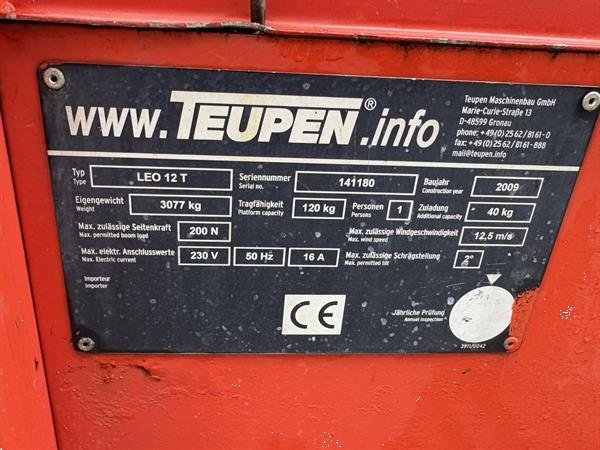 www.TEUPEN®.info
Teupen Maschinenbau GmbH
Marie-Curie-Straße 13
D-48599 Gronau
phone: +49(0)2562/8161-0
fax: +49(0)2562/8161-888
mail@teupen.info
Typ LEO 12 T Seriennummer 141180 Baujahr 2009
Type Serial no. Construction year
Eigengewicht 3077 kg Tragfähigkeit 120 kg Personen 1 Zuladung 40 kg
Weight Platform capacity Persons Additional capacity
Max. zulässige Seitenkraft 200 N Max. zulässige Windgeschwindigkeit 12,5 m/s
Max. permitted boom load Max. wind speed
Max. elektr. Anschlusswerte 230 V 50 Hz 16 A Max. zulässige Schrägstellung 2°
Max. Electric current Max. permitted tilt
Importeur
Importer
CE
Jährliche Prüfung
Annual inspection
3911/0042